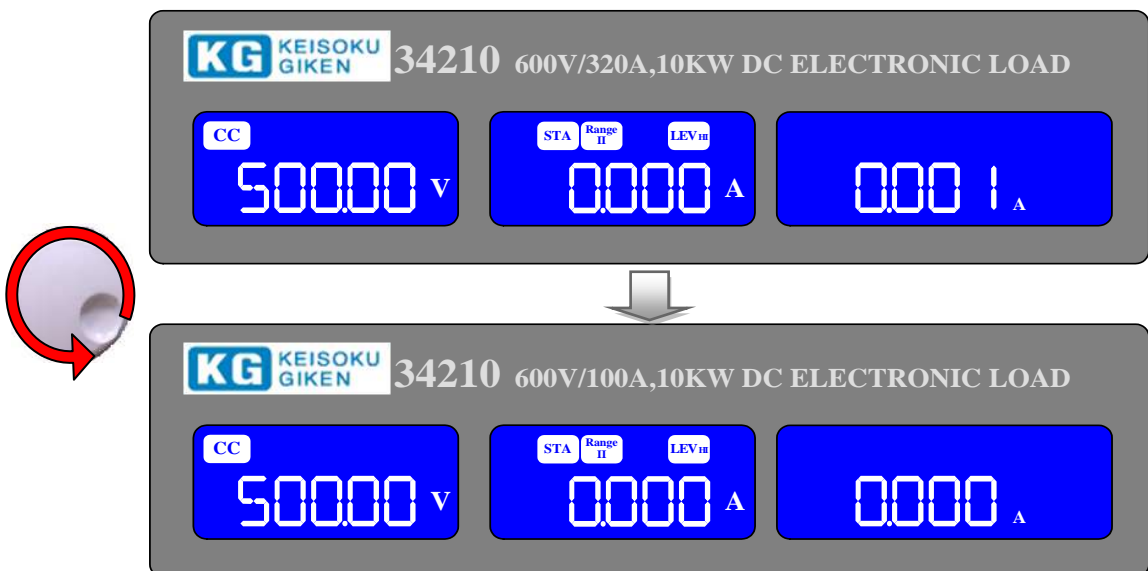 KG KEISOKU GIKEN 34210 600V/320A,10KW DC ELECTRONIC LOAD
CC
STA Range II LEV HI
500.00 V
0.000 A
0.001 A
KG KEISOKU GIKEN 34210 600V/100A,10KW DC ELECTRONIC LOAD
CC
STA Range II LEV HI
500.00 V
0.000 A
0.000 A